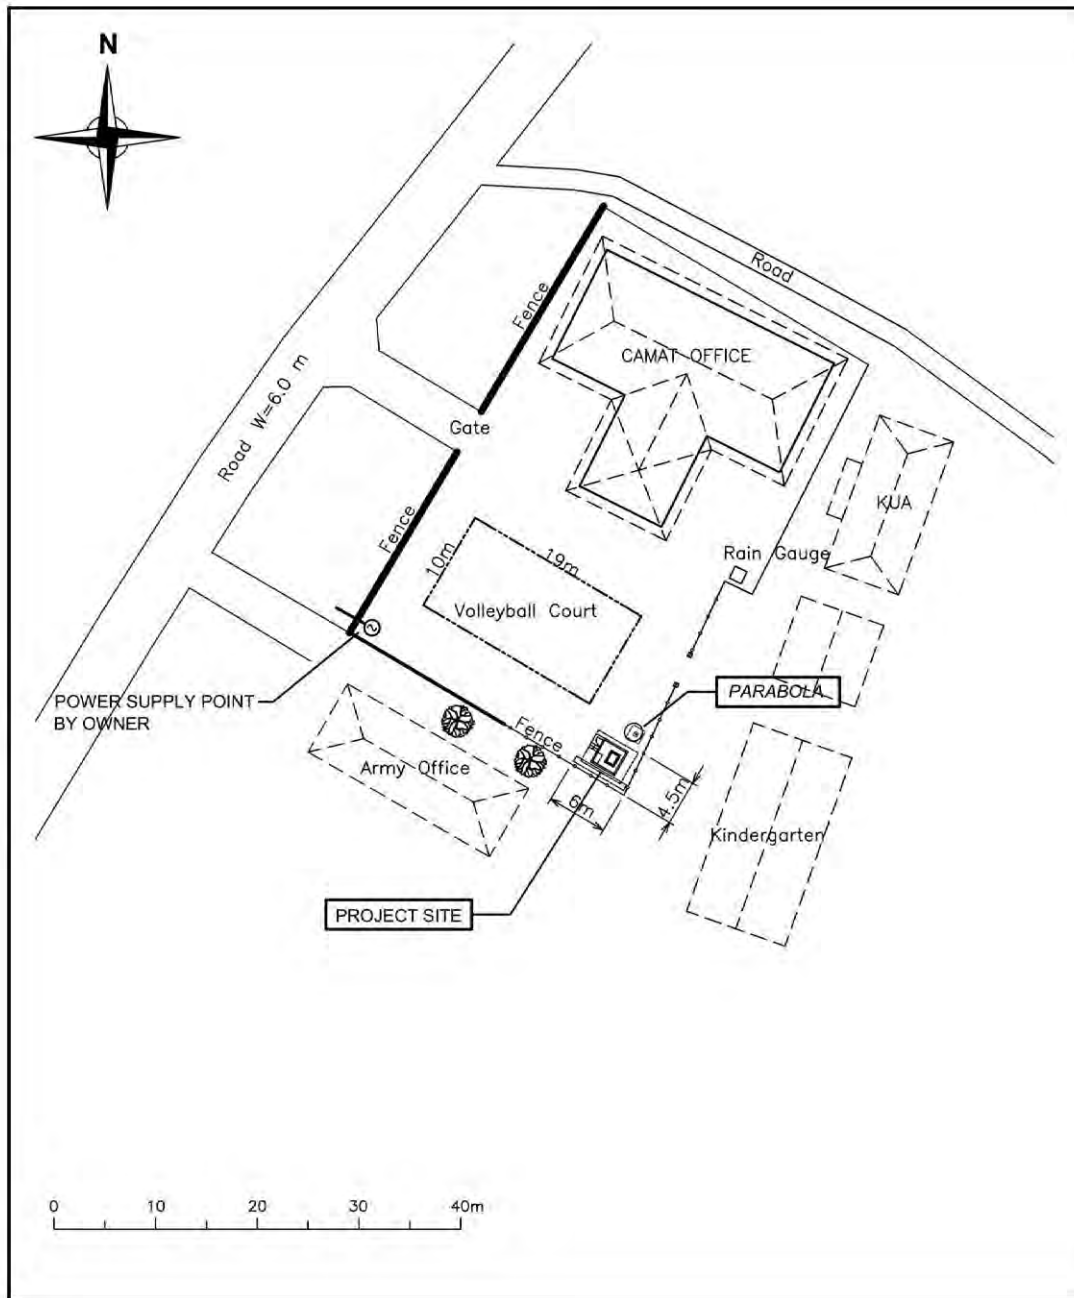 N
Road
Fence
CAMAT OFFICE
Road W=6.0 m
Gate
KUA
Fence
10m
19m
Rain Gauge
Volleyball Court
PARABOLA
POWER SUPPLY POINT
BY OWNER
Fence
Army Office
6m
4.5m
Kindergarten
PROJECT SITE
0 10 20 30 40m